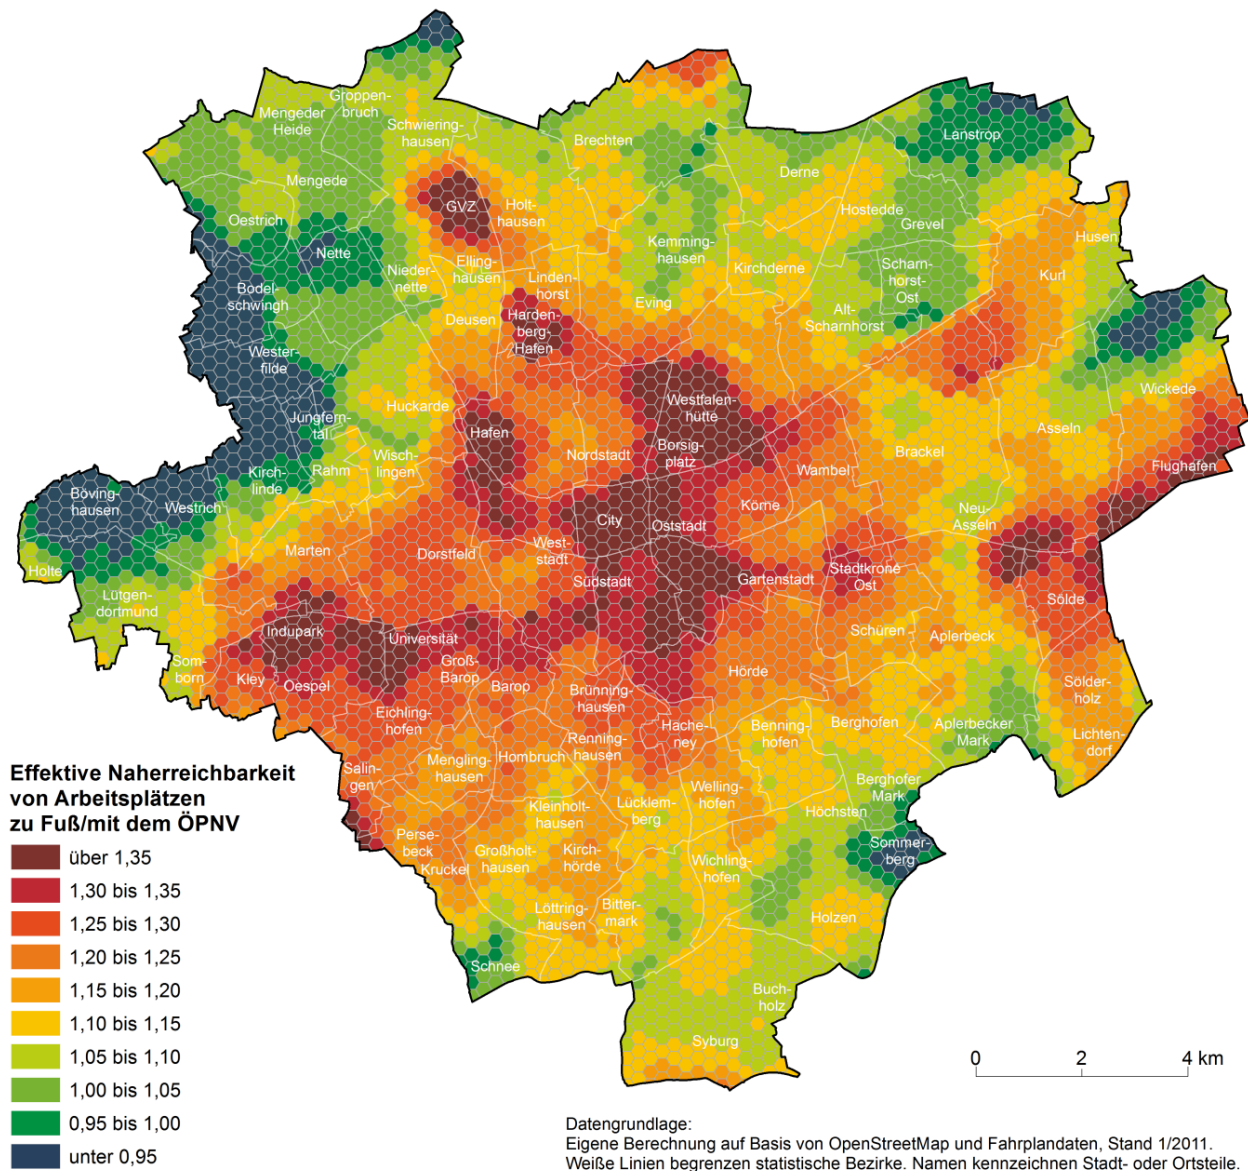 Groppen-
bruch
Mengeder
Heide
Schwiering-
hausen
Brechten
Lanstrop
Derne
Mengede
GVZ
Holt-
hausen
Hostedde
Oestrich
Grevel
Husen
Nette
Kemming-
hausen
Elling-
hausen
Nieder-
nette
Kirchderne
Scharn-
horst-
Ost
Kurl
Linden-
horst
Bodel-
schwingh
Eving
Deusen
Harden-
berg-
Hafen
Alt-
Scharnhorst
Wester-
filde
Wickede
Huckarde
Westfalen-
hütte
Jungfern-
tal
Hafen
Asseln
Nordstadt
Borsig-
platz
Brackel
Wisch-
lingen
Rahm
Wambel
Flughafen
Kirch-
linde
Böving-
hausen
Westrich
Körne
Neu-
Asseln
City
Oststadt
West-
stadt
Marten
Dorstfeld
Holte
Südstadt
Gartenstadt
Stadtkrone
Ost
Lütgen-
dortmund
Sölde
Indupark
Universität
Schüren
Aplerbeck
Som-
born
Kley
Oespel
Groß-
Barop
Barop
Hörde
Brünning-
hausen
Sölder-
holz
Eichling-
hofen
Hache-
ney
Benning-
hofen
Berghofen
Aplerbecker
Mark
Renning-
hausen
Lichten-
dorf
Hombruch
Mengling-
hausen
Salin-
gen
Welling-
hofen
Berghofer
Mark
Kleinholt-
hausen
Lücklem-
berg
Höchsten
Perse-
beck
Kruckel
Großholt-
hausen
Kirch-
hörde
Wichling-
hofen
Sommer-
berg
Löttring-
hausen
Bitter-
mark
Holzen
Schnee
Buch-
holz
Syburg
Effektive Naherreichbarkeit
von Arbeitsplätzen
zu Fuß/mit dem ÖPNV
über 1,35
1,30 bis 1,35
1,25 bis 1,30
1,20 bis 1,25
1,15 bis 1,20
1,10 bis 1,15
1,05 bis 1,10
1,00 bis 1,05
0,95 bis 1,00
unter 0,95
0 2 4 km
Datengrundlage:
Eigene Berechnung auf Basis von OpenStreetMap und Fahrplandaten, Stand 1/2011.
Weiße Linien begrenzen statistische Bezirke. Namen kennzeichnen Stadt- oder Ortsteile.